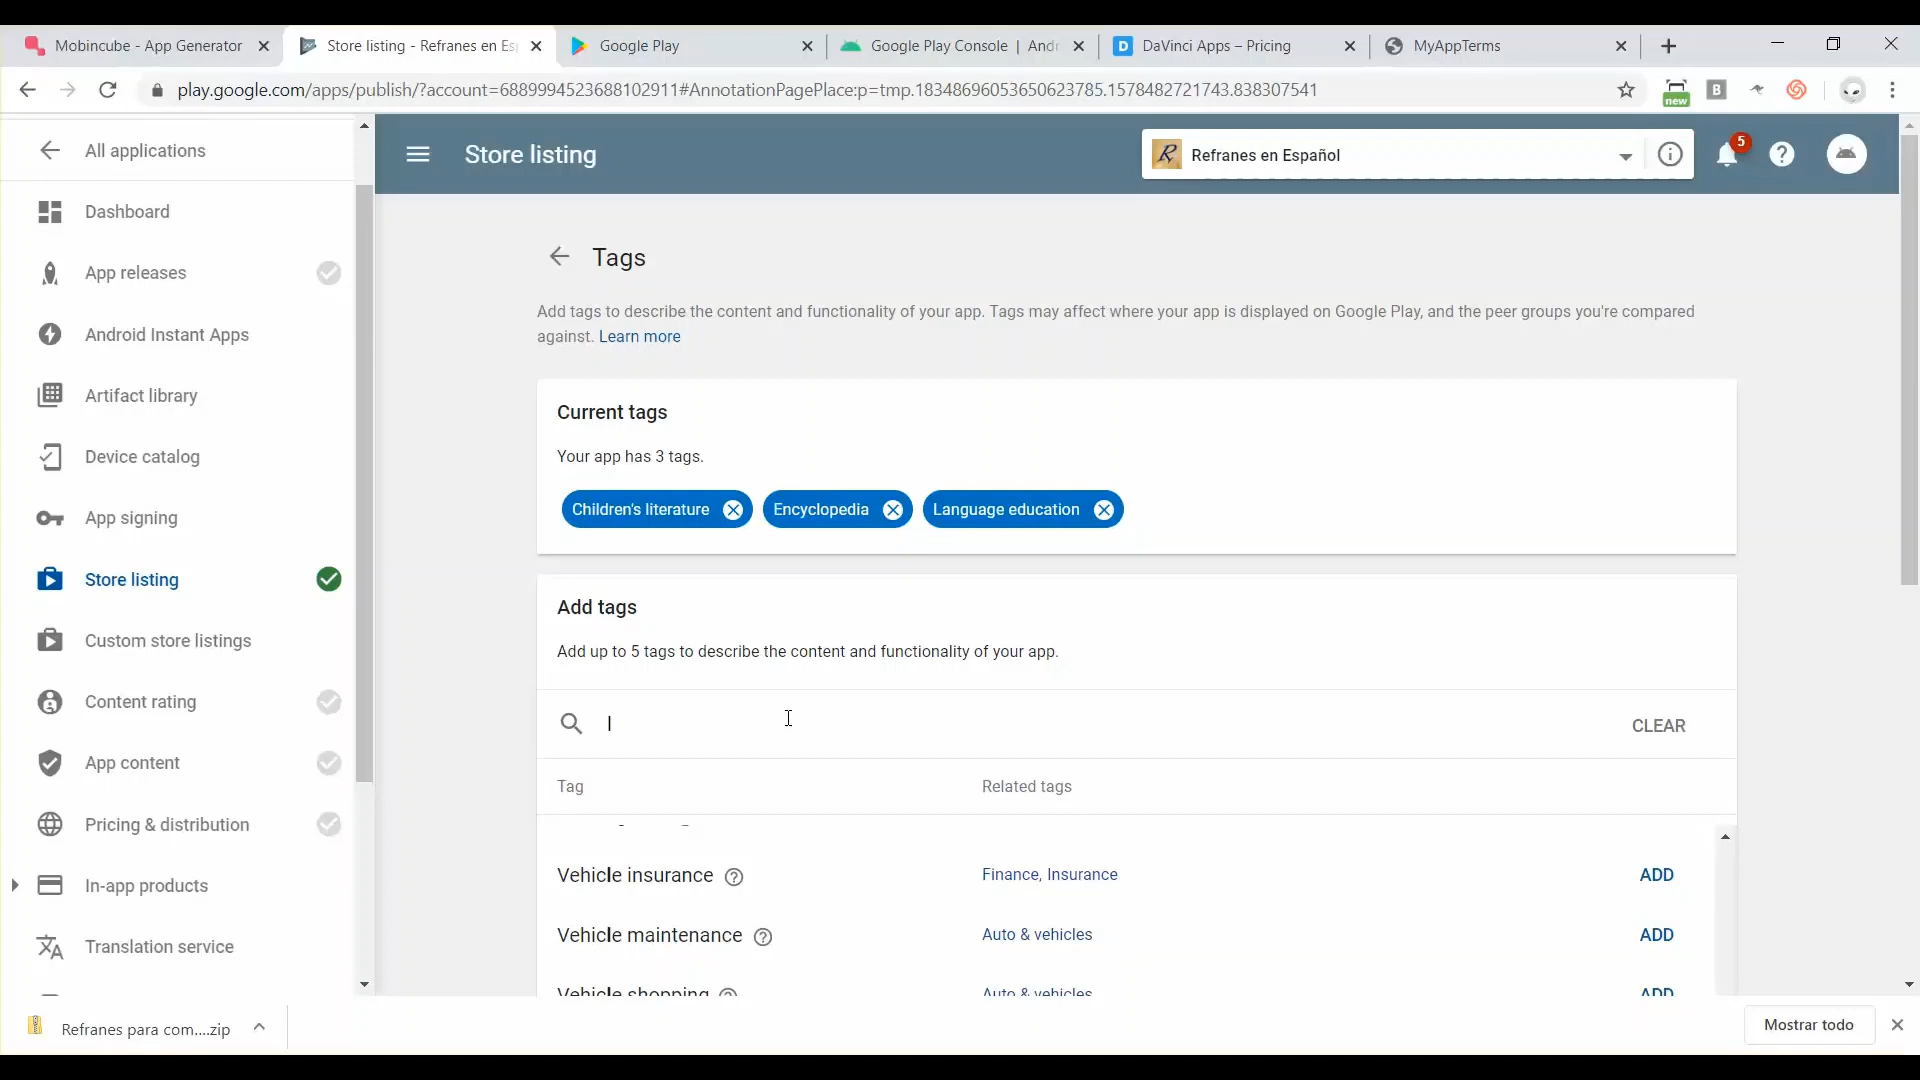 Mobincube - App Generator
Store listing - Refranes en Es
Google Play
Google Play Console | Andr
DaVinci Apps – Pricing
MyAppTerms
play.google.com/apps/publish/?account=6889994523688102911#AnnotationPagePlace:p=tmp.18348696053650623785.1578482721743.838307541
new
B
All applications
Store listing
R
Refranes en Español
5
Dashboard
App releases
Android Instant Apps
Artifact library
Device catalog
App signing
Store listing
Custom store listings
Content rating
App content
Pricing & distribution
In-app products
Translation service
Tags
Add tags to describe the content and functionality of your app. Tags may affect where your app is displayed on Google Play, and the peer groups you're compared
against. Learn more
Current tags
Your app has 3 tags.
Children's literature
Encyclopedia
Language education
Add tags
Add up to 5 tags to describe the content and functionality of your app.
l
CLEAR
Tag
Related tags
Vehicle insurance
Finance, Insurance
ADD
Vehicle maintenance
Auto & vehicles
ADD
Vehicle shopping
Auto & vehicles
ADD
Refranes para com....zip
Mostrar todo